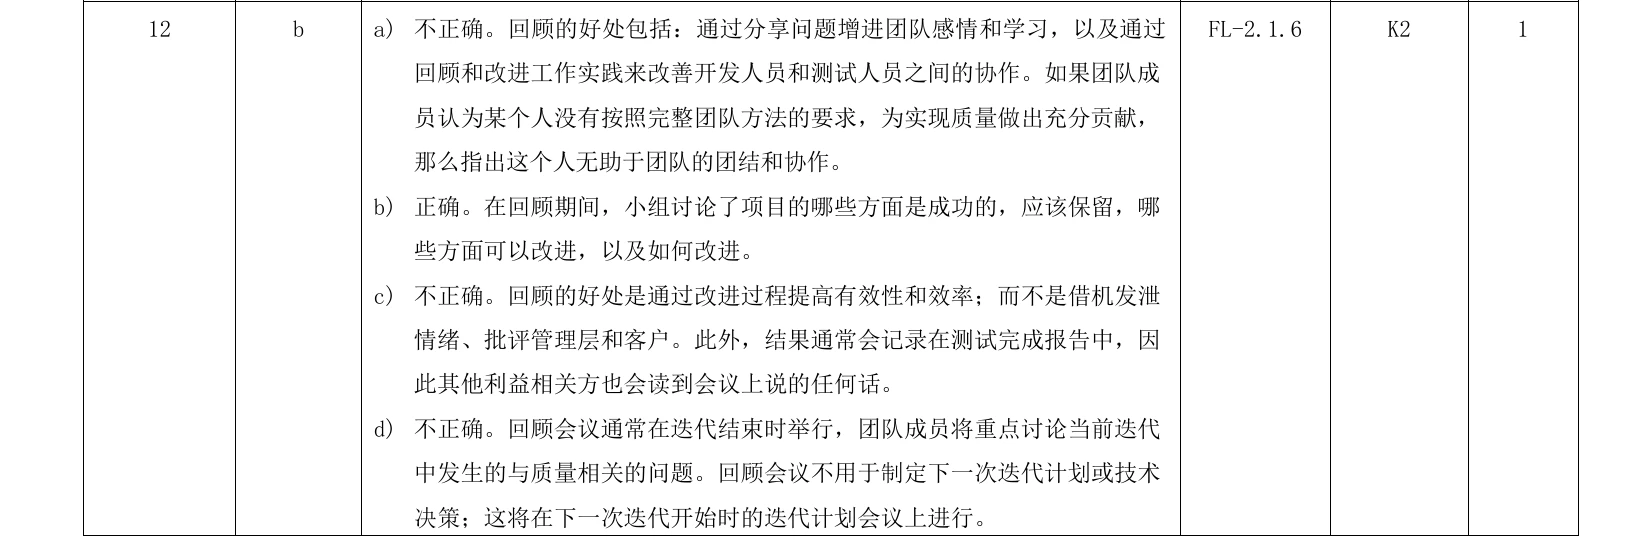 12 b a) 不正确。回顾的好处包括：通过分享问题增进团队感情和学习，以及通过 FL-2.1.6 K2 1
回顾和改进工作实践来改善开发人员和测试人员之间的协作。如果团队成
员认为某个人没有按照完整团队方法的要求，为实现质量做出充分贡献，
那么指出这个人无助于团队的团结和协作。
b) 正确。在回顾期间，小组讨论了项目的哪些方面是成功的，应该保留，哪
些方面可以改进，以及如何改进。
c) 不正确。回顾的好处是通过改进过程提高有效性和效率；而不是借机发泄
情绪、批评管理层和客户。此外，结果通常会记录在测试完成报告中，因
此其他利益相关方也会读到会议上说的任何话。
d) 不正确。回顾会议通常在迭代结束时举行，团队成员将重点讨论当前迭代
中发生的与质量相关的问题。回顾会议不用于制定下一次迭代计划或技术
决策；这将在下一次迭代开始时的迭代计划会议上进行。